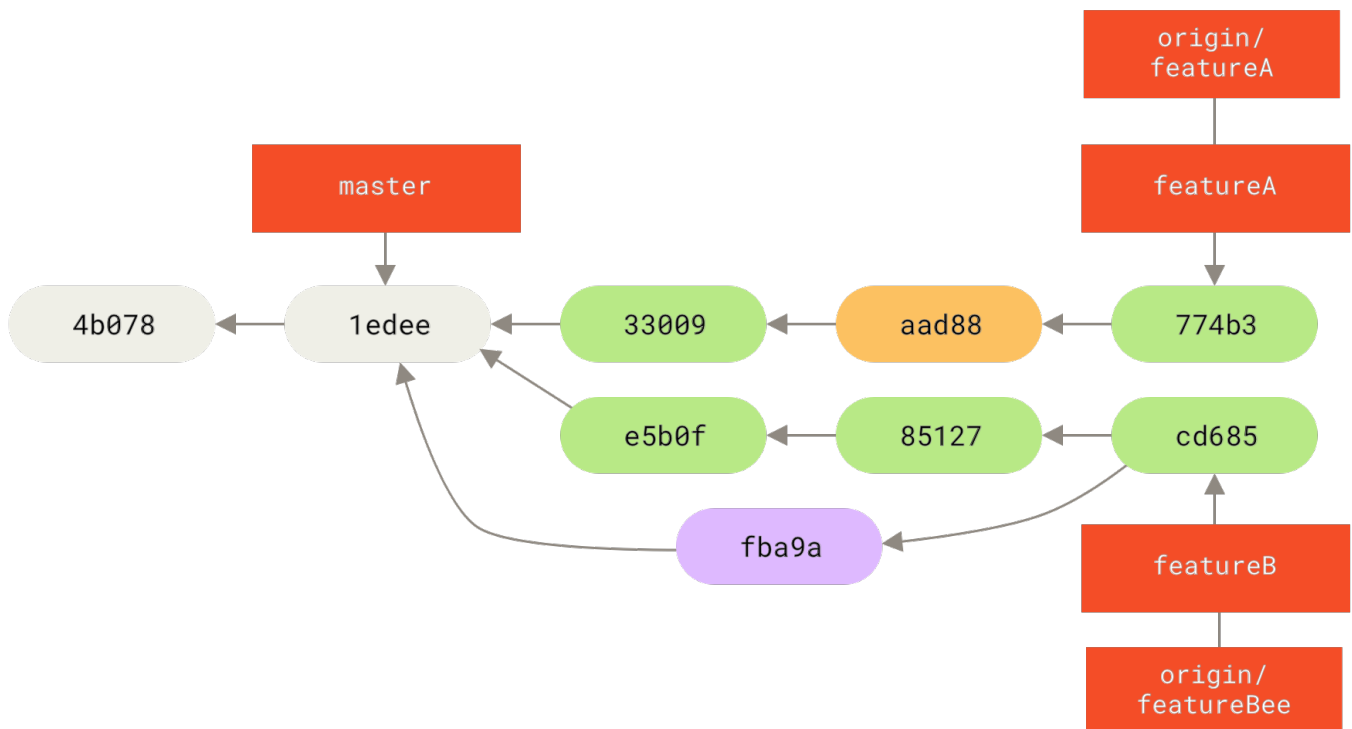 origin/
featureA
master
featureA
4b078
1edee
33009
aad88
774b3
e5b0f
85127
cd685
fba9a
featureB
origin/
featureBee